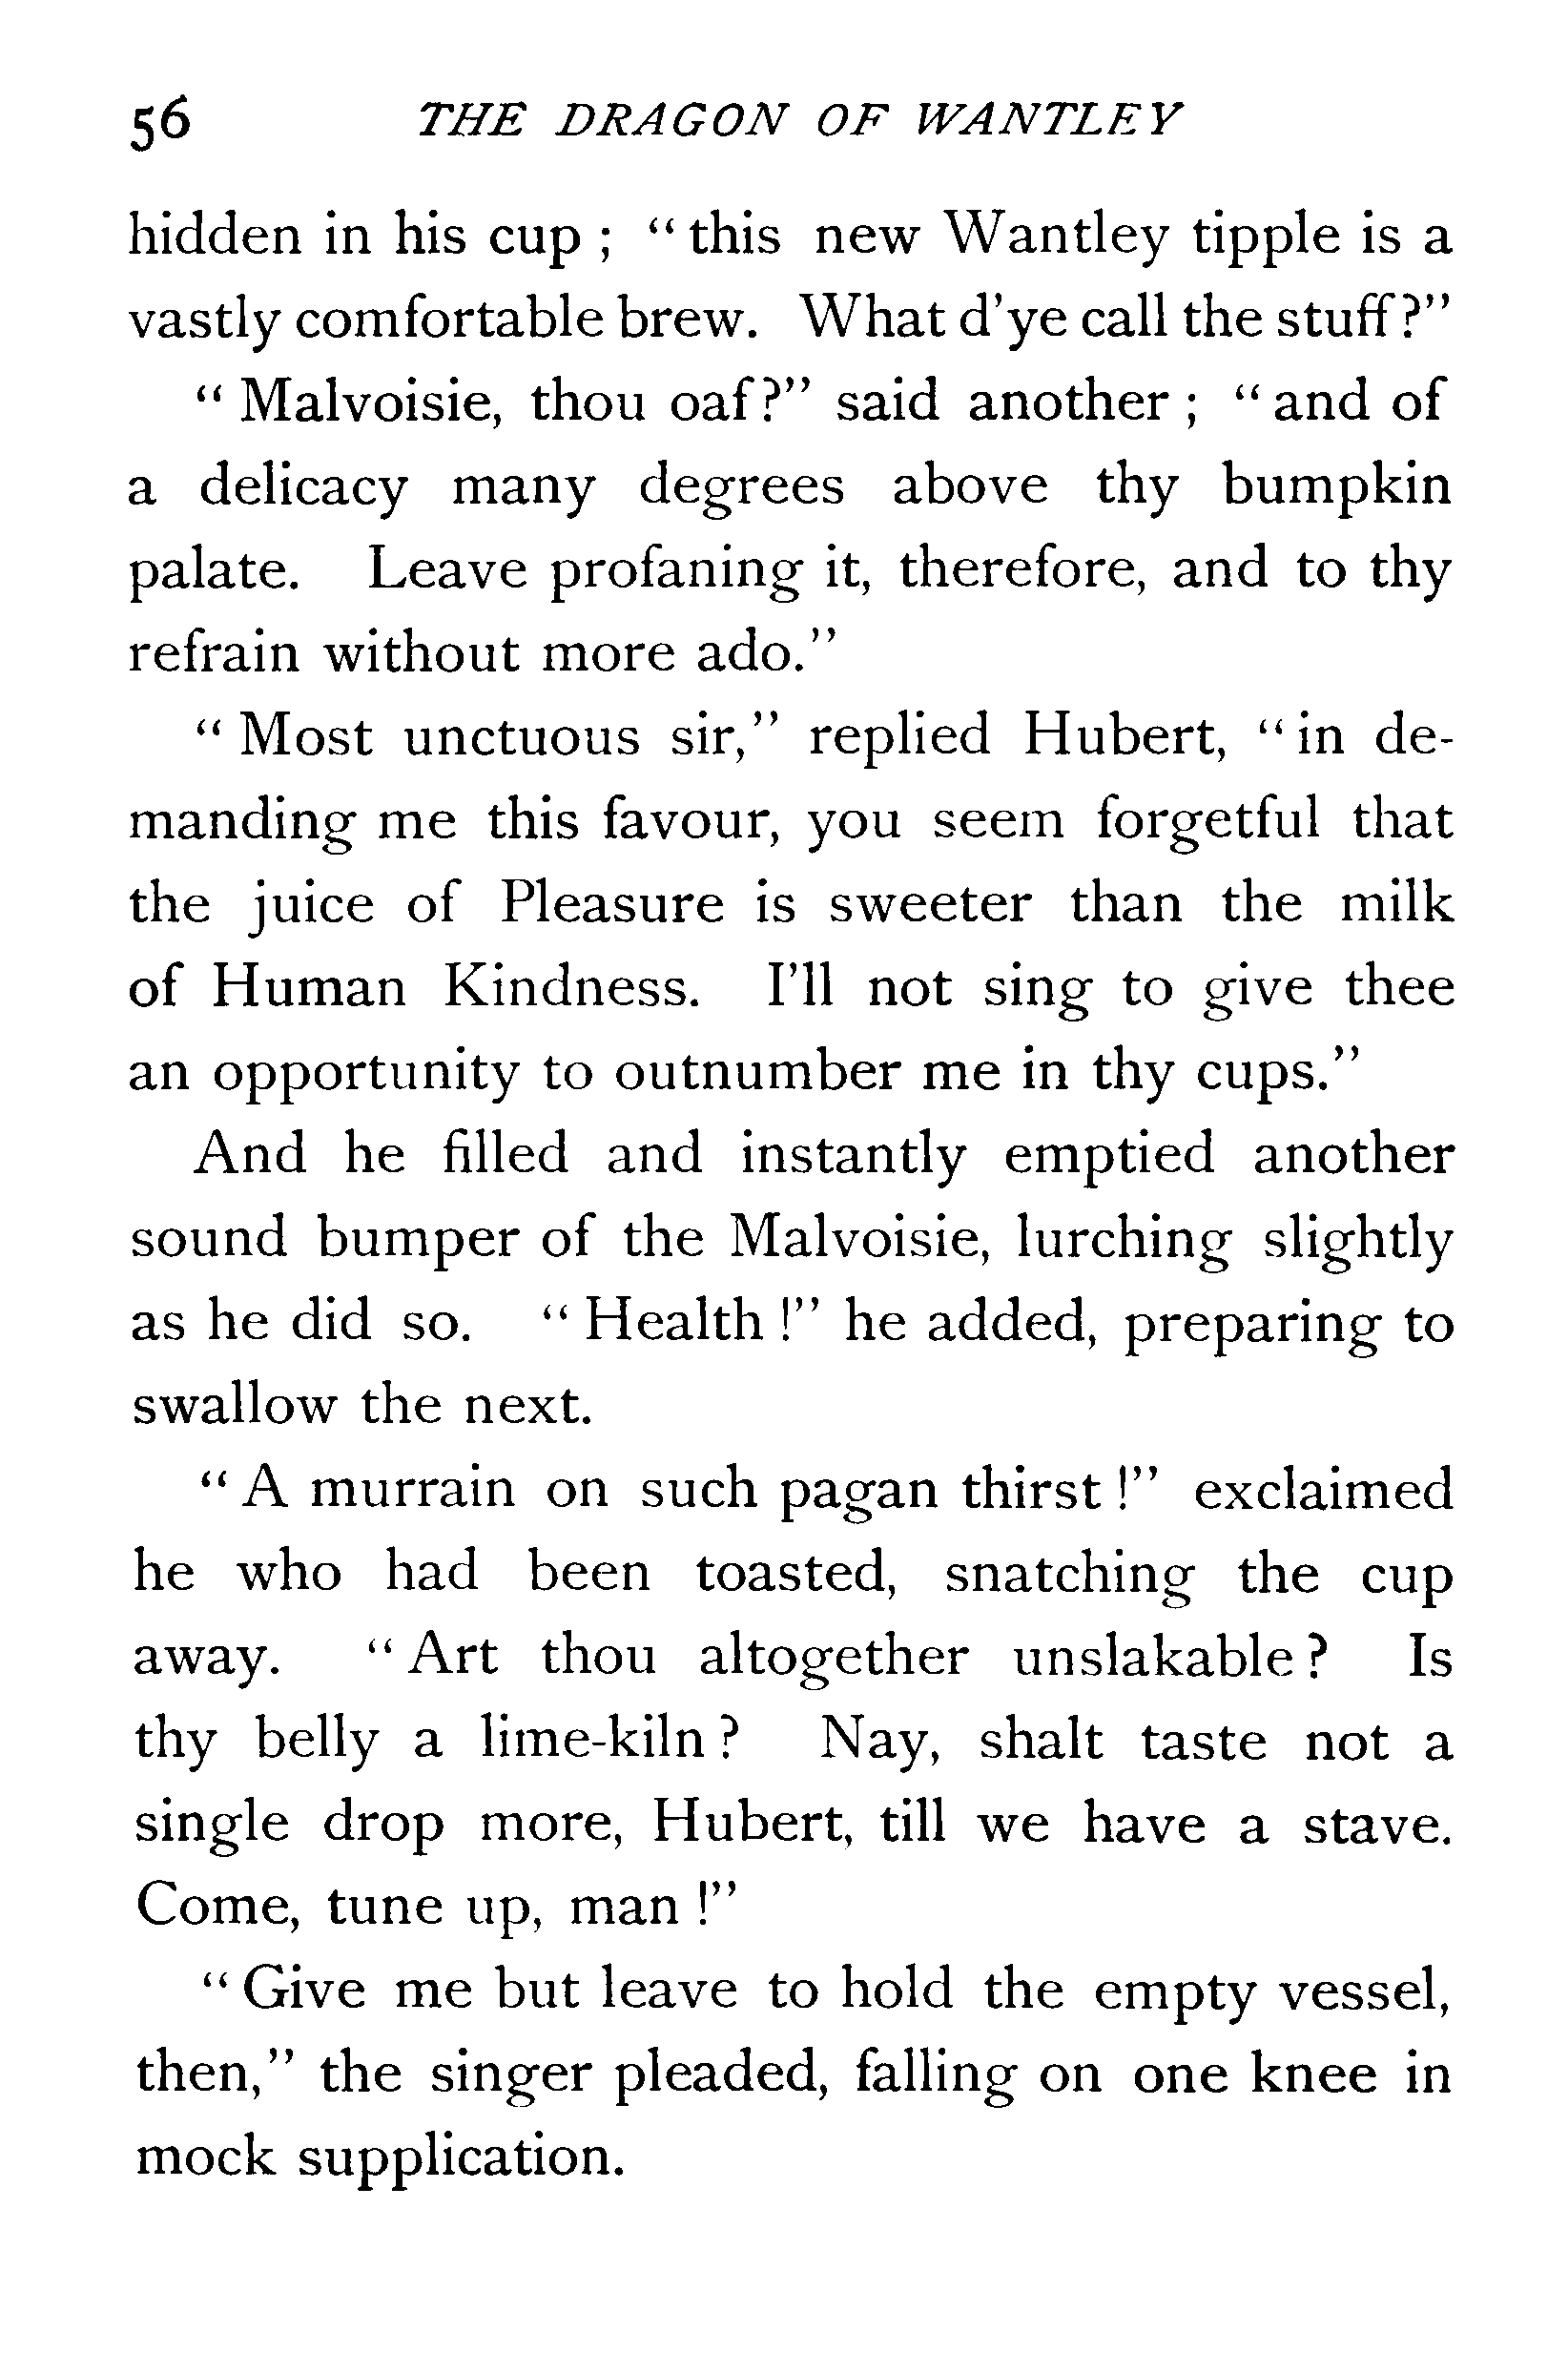 56 THE DRAGON OF WANTLEY
hidden in his cup ; “ this new Wantley tipple is a
vastly comfortable brew. What d’ye call the stuff ?”
“ Malvoisie, thou oaf ?” said another ; “ and of
a delicacy many degrees above thy bumpkin
palate. Leave profaning it, therefore, and to thy
refrain without more ado.”
“ Most unctuous sir,” replied Hubert, “ in de-
manding me this favour, you seem forgetful that
the juice of Pleasure is sweeter than the milk
of Human Kindness. I’ll not sing to give thee
an opportunity to outnumber me in thy cups.”
And he filled and instantly emptied another
sound bumper of the Malvoisie, lurching slightly
as he did so. “ Health !” he added, preparing to
swallow the next.
“ A murrain on such pagan thirst !” exclaimed
he who had been toasted, snatching the cup
away. “ Art thou altogether unslakable ? Is
thy belly a lime-kiln ? Nay, shalt taste not a
single drop more, Hubert, till we have a stave.
Come, tune up, man !”
“ Give me but leave to hold the empty vessel,
then,” the singer pleaded, falling on one knee in
mock supplication.